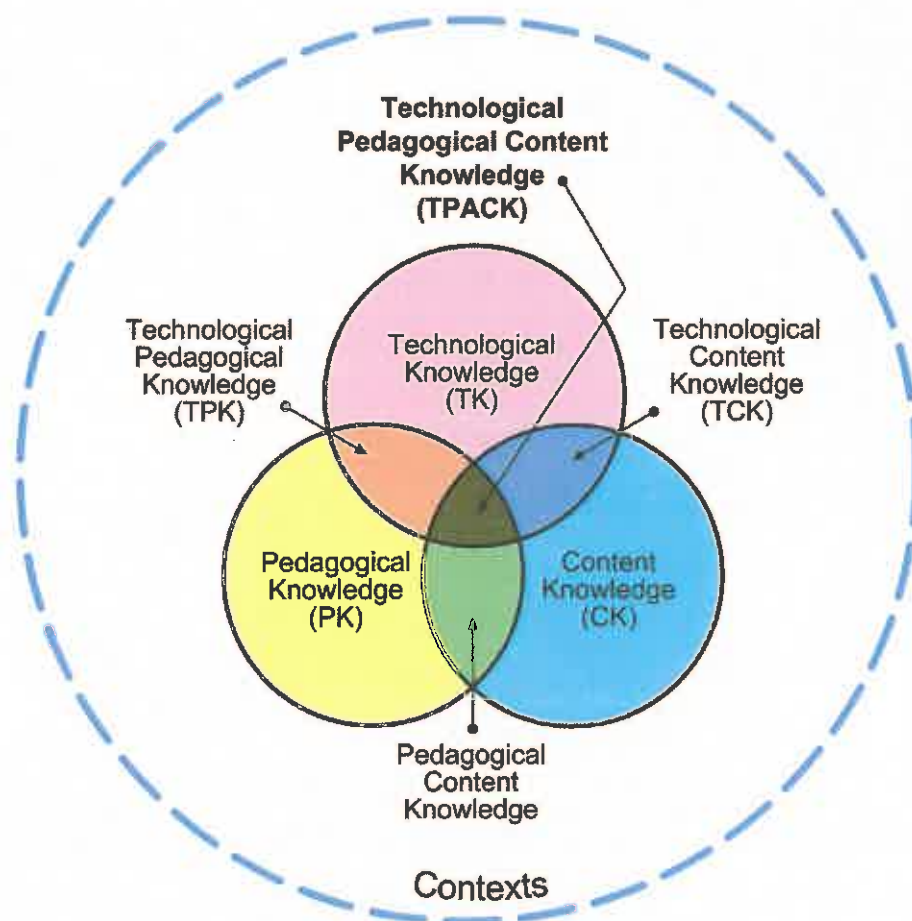 Technological
Pedagogical Content
Knowledge
(TPACK)
Technological
Pedagogical
Knowledge
(TPK)
Technological
Knowledge
(TK)
Technological
Content
Knowledge
(TCK)
Pedagogical
Knowledge
(PK)
Content
Knowledge
(CK)
Pedagogical
Content
Knowledge
Contexts